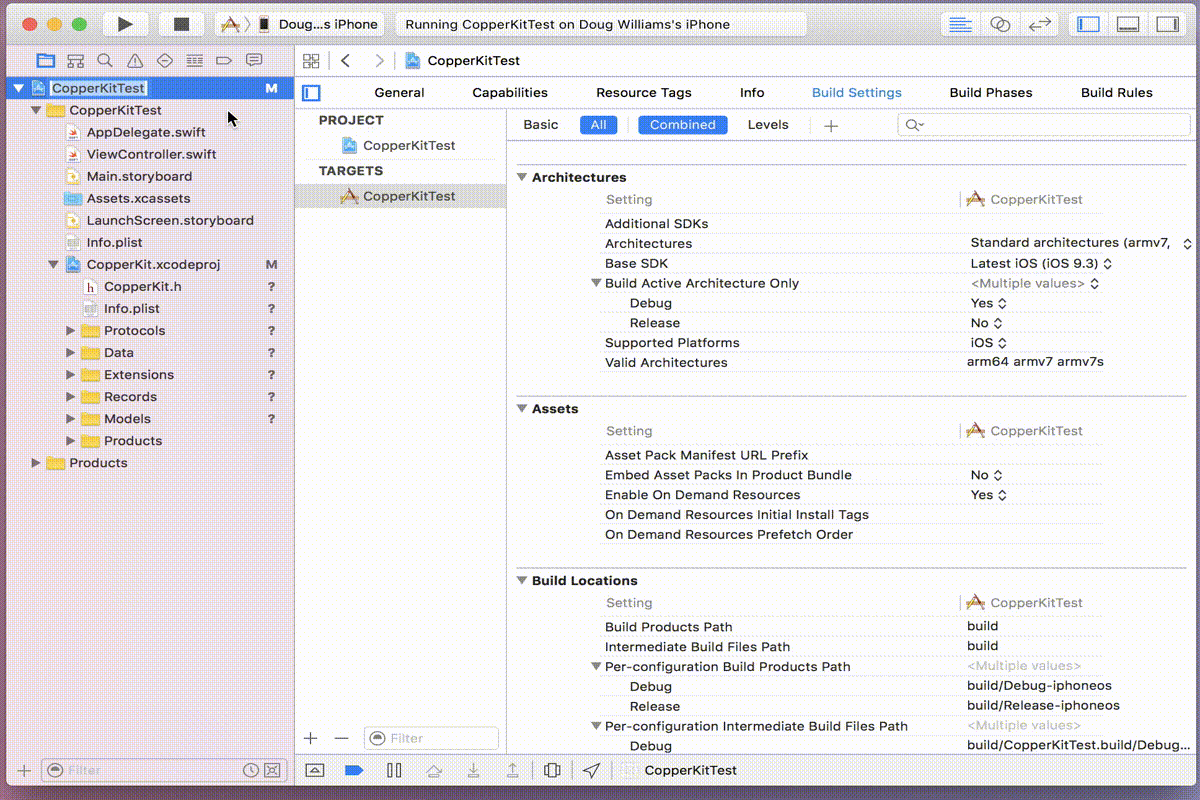 Doug...s iPhone
Running CopperKitTest on Doug Williams's iPhone
CopperKitTest M
CopperKitTest
AppDelegate.swift
ViewController.swift
Main.storyboard
Assets.xcassets
LaunchScreen.storyboard
Info.plist
CopperKit.xcodeproj M
h CopperKit.h ?
Info.plist ?
Protocols ?
Data ?
Extensions ?
Records ?
Models ?
Products
Products
Filter
CopperKitTest
General Capabilities Resource Tags Info Build Settings Build Phases Build Rules
PROJECT
CopperKitTest
TARGETS
CopperKitTest
Filter
Basic All Combined Levels
Architectures
Setting CopperKitTest
Additional SDKs
Architectures Standard architectures (armv7,
Base SDK Latest iOS (iOS 9.3)
Build Active Architecture Only <Multiple values>
Debug Yes
Release No
Supported Platforms iOS
Valid Architectures arm64 armv7 armv7s
Assets
Setting CopperKitTest
Asset Pack Manifest URL Prefix
Embed Asset Packs In Product Bundle No
Enable On Demand Resources Yes
On Demand Resources Initial Install Tags
On Demand Resources Prefetch Order
Build Locations
Setting CopperKitTest
Build Products Path build
Intermediate Build Files Path build
Per-configuration Build Products Path <Multiple values>
Debug build/Debug-iphoneos
Release build/Release-iphoneos
Per-configuration Intermediate Build Files Path <Multiple values>
Debug build/CopperKitTest.build/Debug...
CopperKitTest